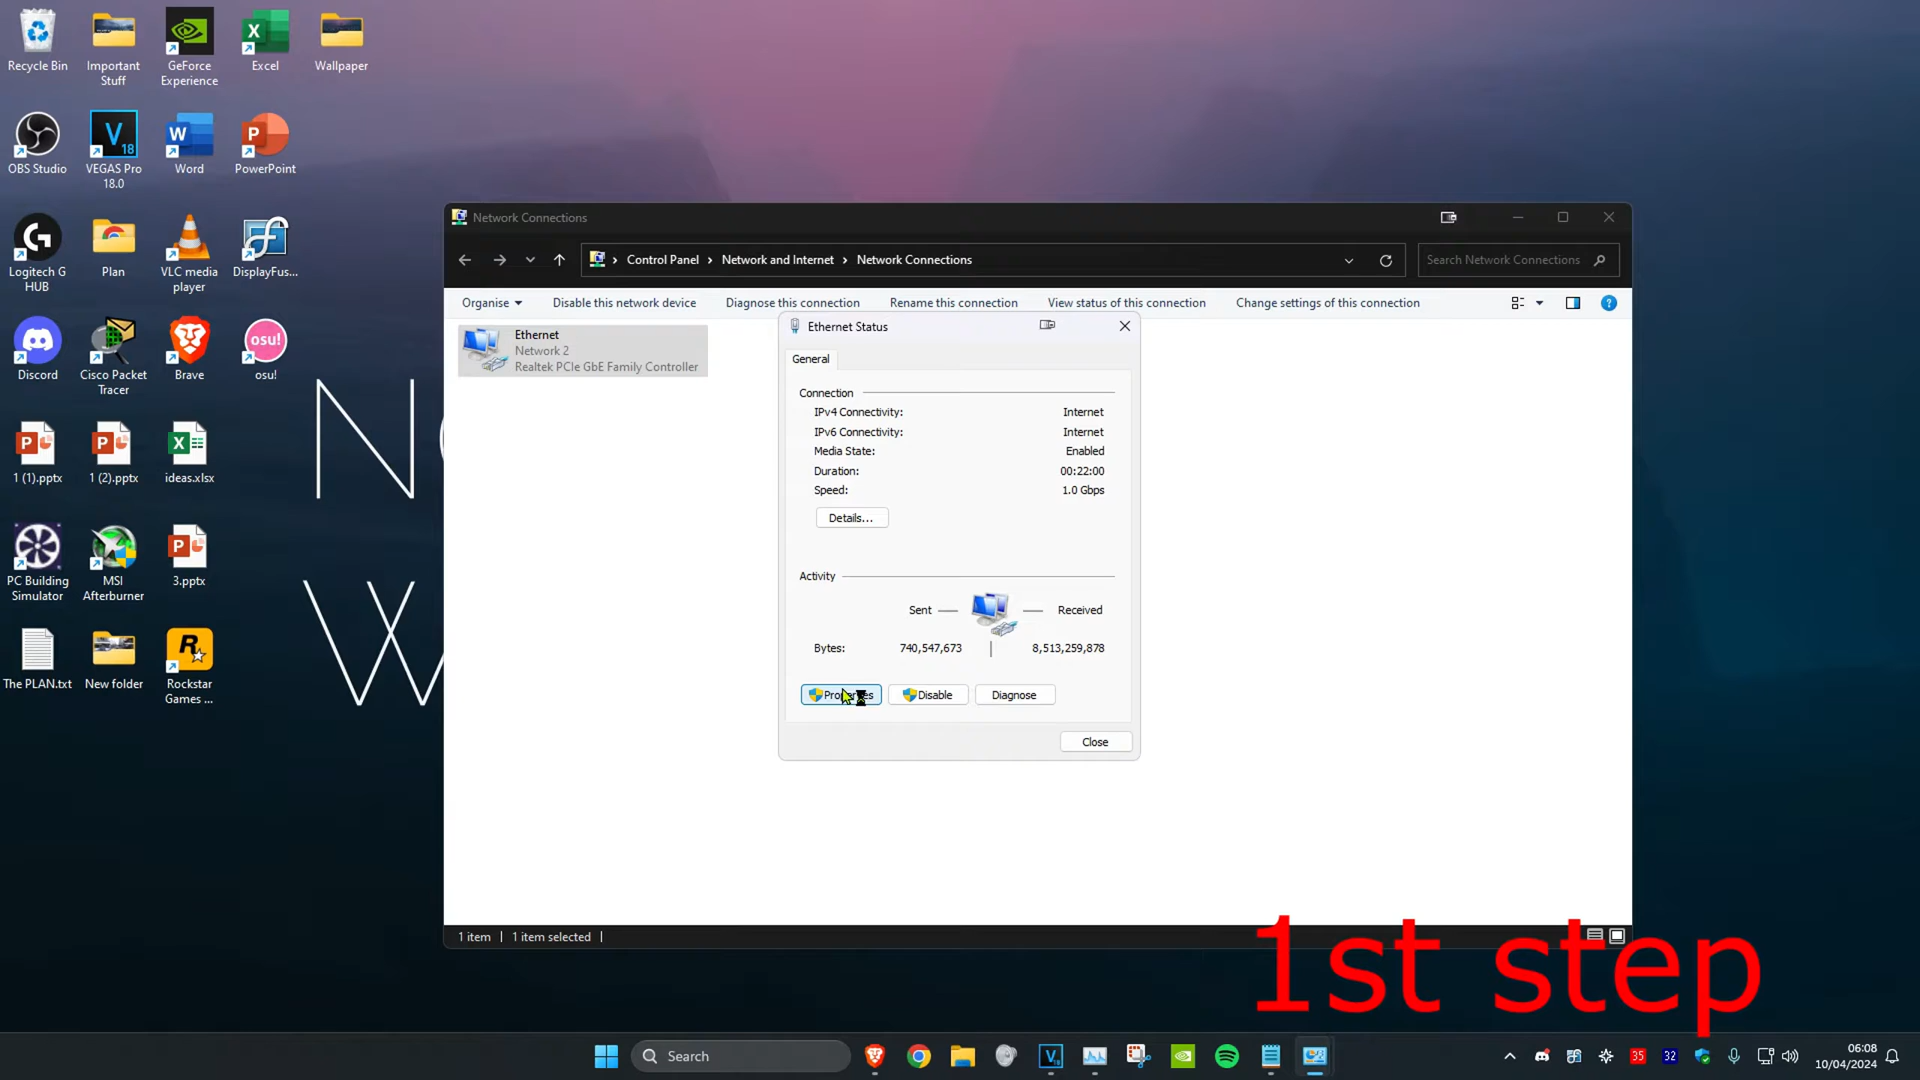 Recycle Bin
Important
Stuff
GeForce
Experience
Excel
Wallpaper
OBS Studio
VEGAS Pro
18.0
Word
PowerPoint
Logitech G
HUB
Plan
VLC media
player
DisplayFus...
Discord
Cisco Packet
Tracer
Brave
osu!
osu!
1 (1).pptx
1 (2).pptx
ideas.xlsx
PC Building
Simulator
MSI
Afterburner
3.pptx
The PLAN.txt
New folder
Rockstar
Games ...
N
W
Network Connections
Control Panel > Network and Internet > Network Connections
Search Network Connections
Organise
Disable this network device
Diagnose this connection
Rename this connection
View status of this connection
Change settings of this connection
Ethernet
Network 2
Realtek PCIe GbE Family Controller
Ethernet Status
General
Connection
IPv4 Connectivity: Internet
IPv6 Connectivity: Internet
Media State: Enabled
Duration: 00:22:00
Speed: 1.0 Gbps
Details...
Activity
Sent — — Received
Bytes: 740,547,673 | 8,513,259,878
Properties
Disable
Diagnose
Close
1 item | 1 item selected |
1st step
Search
35
32
06:08
10/04/2024